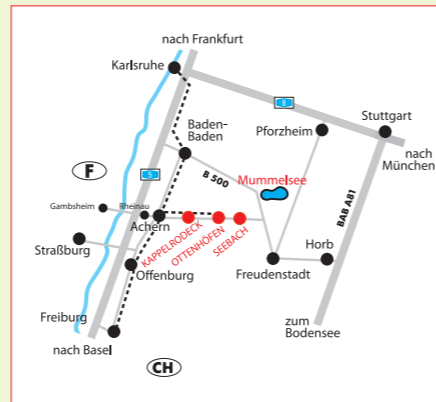 nach Frankfurt
Karlsruhe
8
Stuttgart
Baden-
Baden
Pforzheim
nach
München
F
5
B 500
Mummelsee
BAB A81
Gambsheim
Rheinau
Achern
KAPPELRODECK
OTTENHÖFEN
SEEBACH
Straßburg
Horb
Offenburg
Freudenstadt
Freiburg
zum
Bodensee
nach Basel
CH